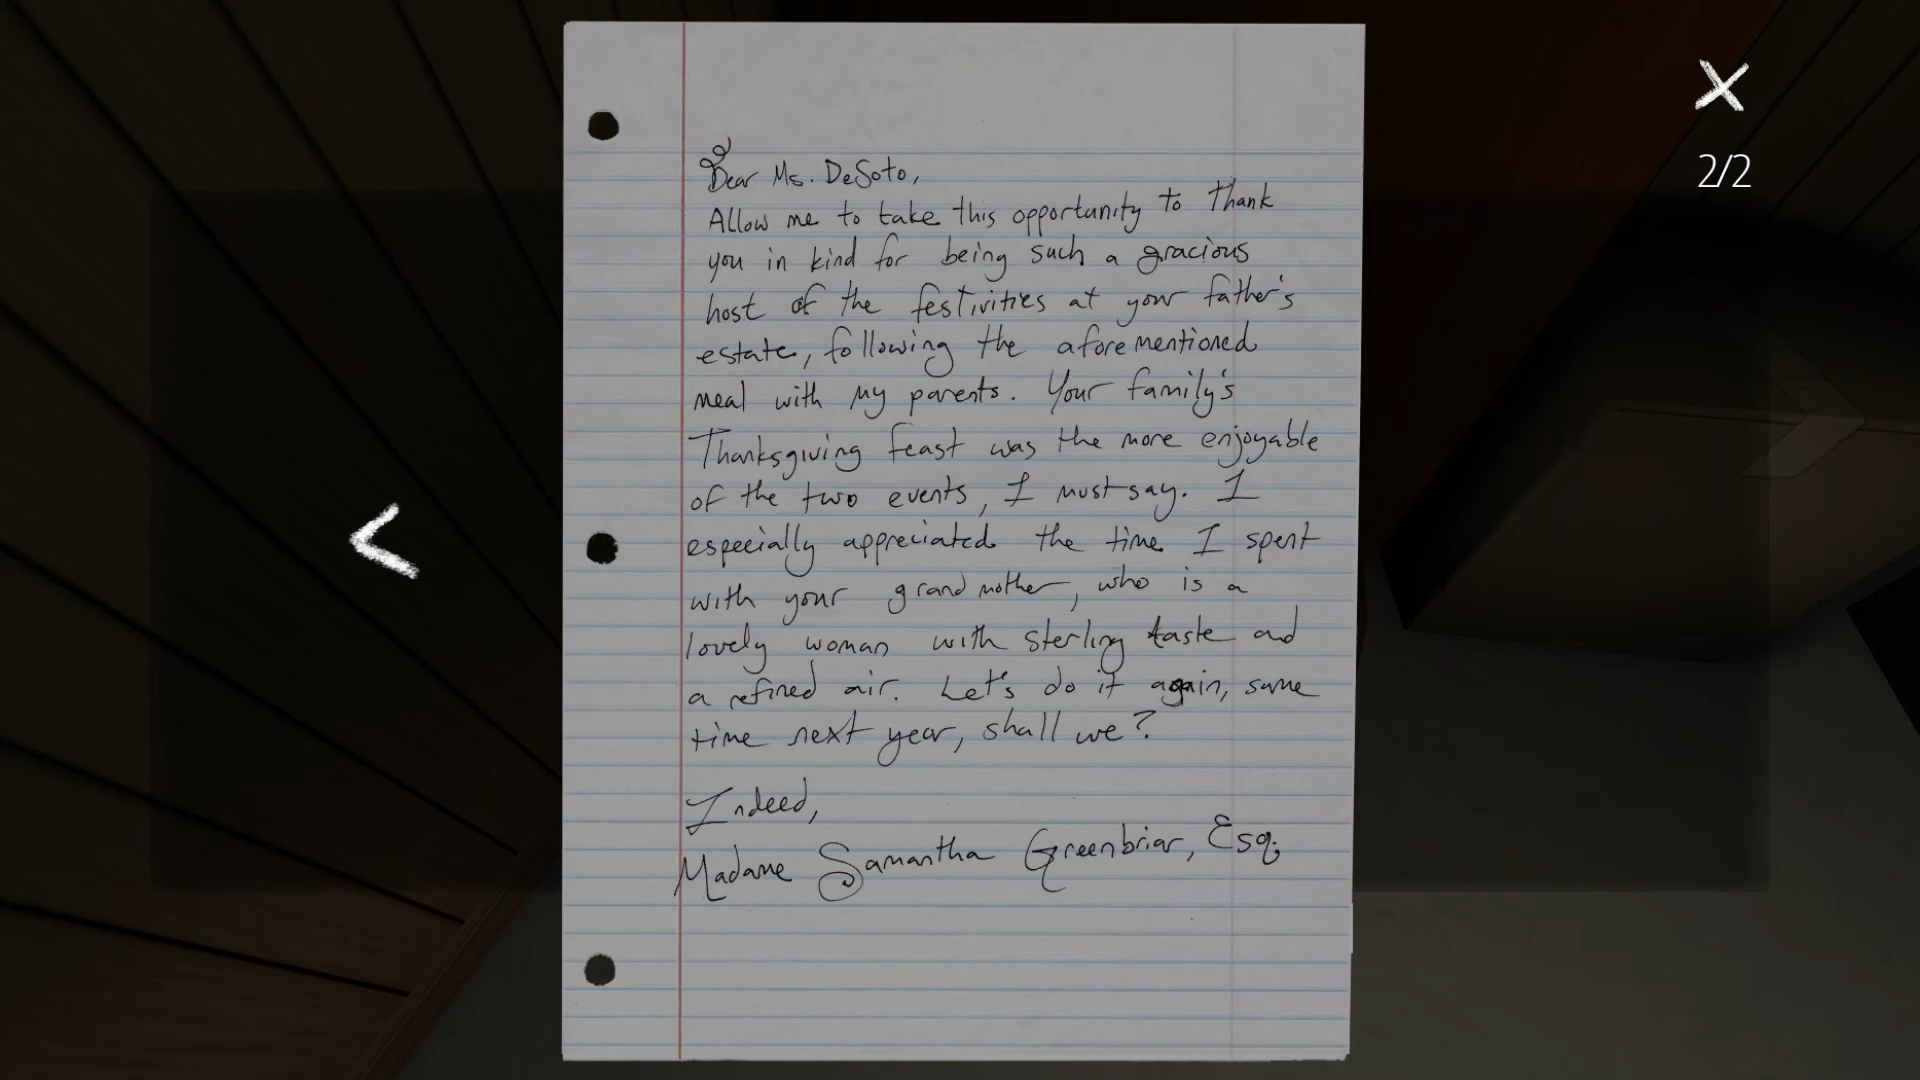 Dear Ms. DeSoto,
Allow me to take this opportunity to thank
you in kind for being such a gracious
host of the festivities at your father's
estate, following the aforementioned
meal with my parents. Your family's
Thanksgiving feast was the more enjoyable
of the two events, I must say. I
especially appreciated the time I spent
with your grandmother, who is a
lovely woman with sterling taste and
a refined air. Let's do it again, same
time next year, shall we?
Indeed,
Madame Samantha Greenbriar, Esq.
2/2